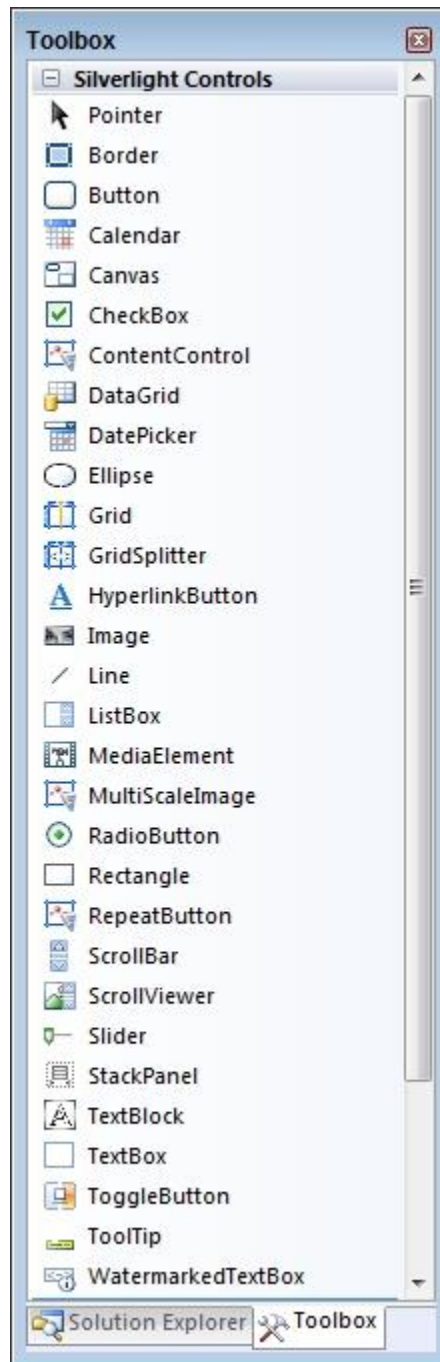 Toolbox
Silverlight Controls
Pointer
Border
Button
Calendar
Canvas
CheckBox
ContentControl
DataGrid
DatePicker
Ellipse
Grid
GridSplitter
HyperlinkButton
Image
Line
ListBox
MediaElement
MultiScaleImage
RadioButton
Rectangle
RepeatButton
ScrollBar
ScrollViewer
Slider
StackPanel
TextBlock
TextBox
ToggleButton
ToolTip
WatermarkedTextBox
Solution Explorer Toolbox